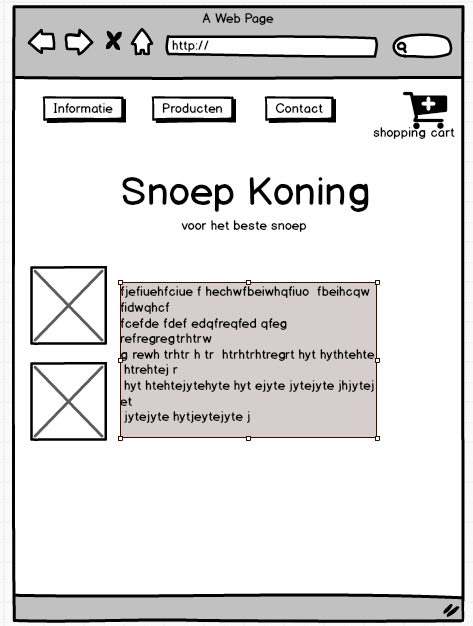 A Web Page
http://
Informatie
Producten
Contact
shopping cart
Snoep Koning
voor het beste snoep
fjefiuehfciue f hechwfbeiwhqfiuo fbeihcqw
fidwqhcf
fcefde fdef edqfreqfed qfeg
refregregtrhtrw
g rewh trhtr h tr htrhtrhtregrt hyt hythtehte
htrehtej r
hyt htehtejytehyte hyt ejyte jytejyte jhjytej
et
jytejyte hytjeytejyte j